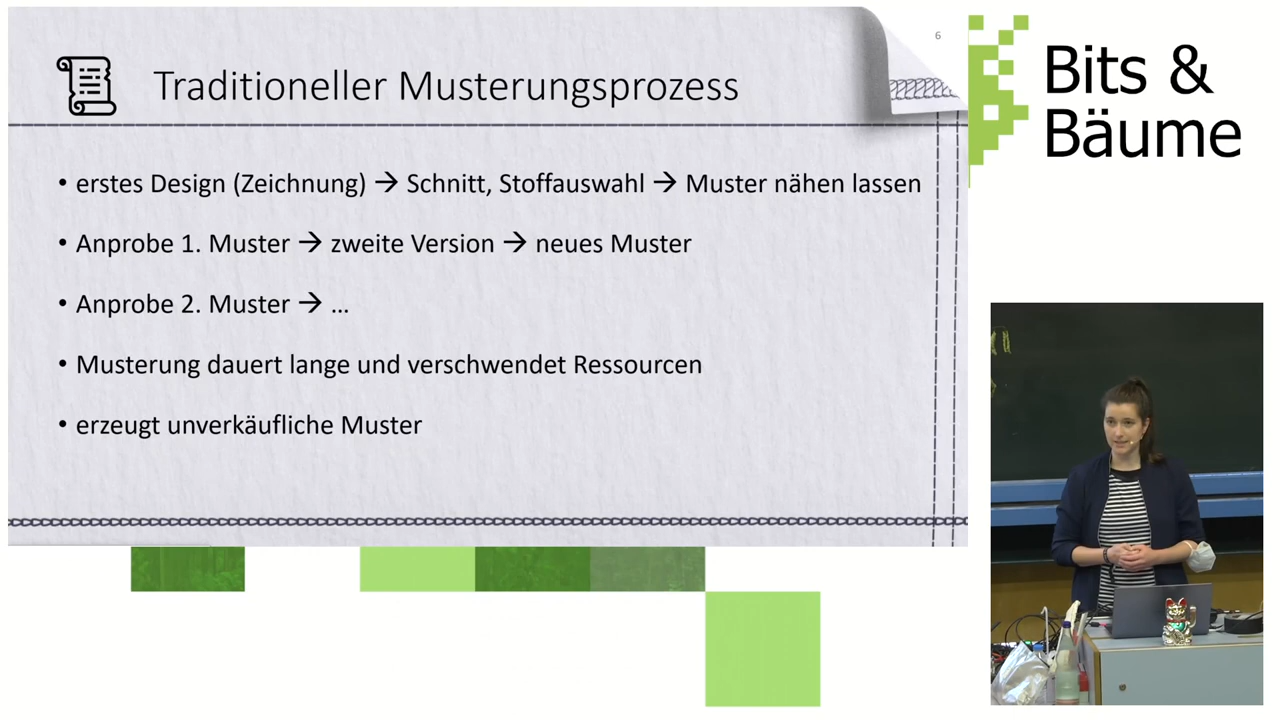 6
Traditioneller Musterungsprozess
• erstes Design (Zeichnung) → Schnitt, Stoffauswahl → Muster nähen lassen
• Anprobe 1. Muster → zweite Version → neues Muster
• Anprobe 2. Muster → ...
• Musterung dauert lange und verschwendet Ressourcen
• erzeugt unverkäufliche Muster
Bits &
Bäume